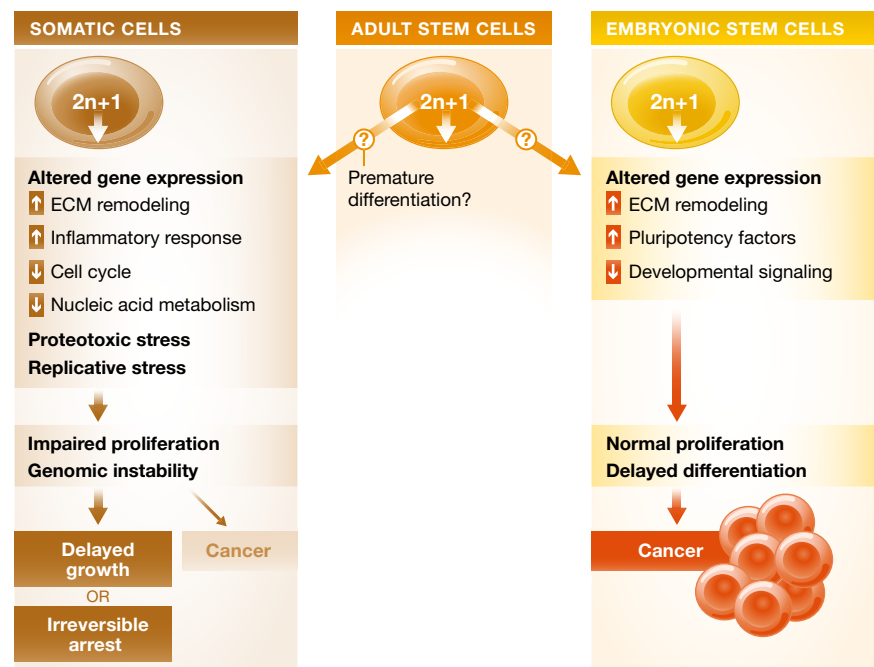 SOMATIC CELLS
2n+1
Altered gene expression
ECM remodeling
Inflammatory response
Cell cycle
Nucleic acid metabolism
Proteotoxic stress
Replicative stress
Impaired proliferation
Genomic instability
Delayed
growth
OR
Irreversible
arrest
Cancer
ADULT STEM CELLS
2n+1
?
?
Premature
differentiation?
EMBRYONIC STEM CELLS
2n+1
Altered gene expression
ECM remodeling
Pluripotency factors
Developmental signaling
Normal proliferation
Delayed differentiation
Cancer